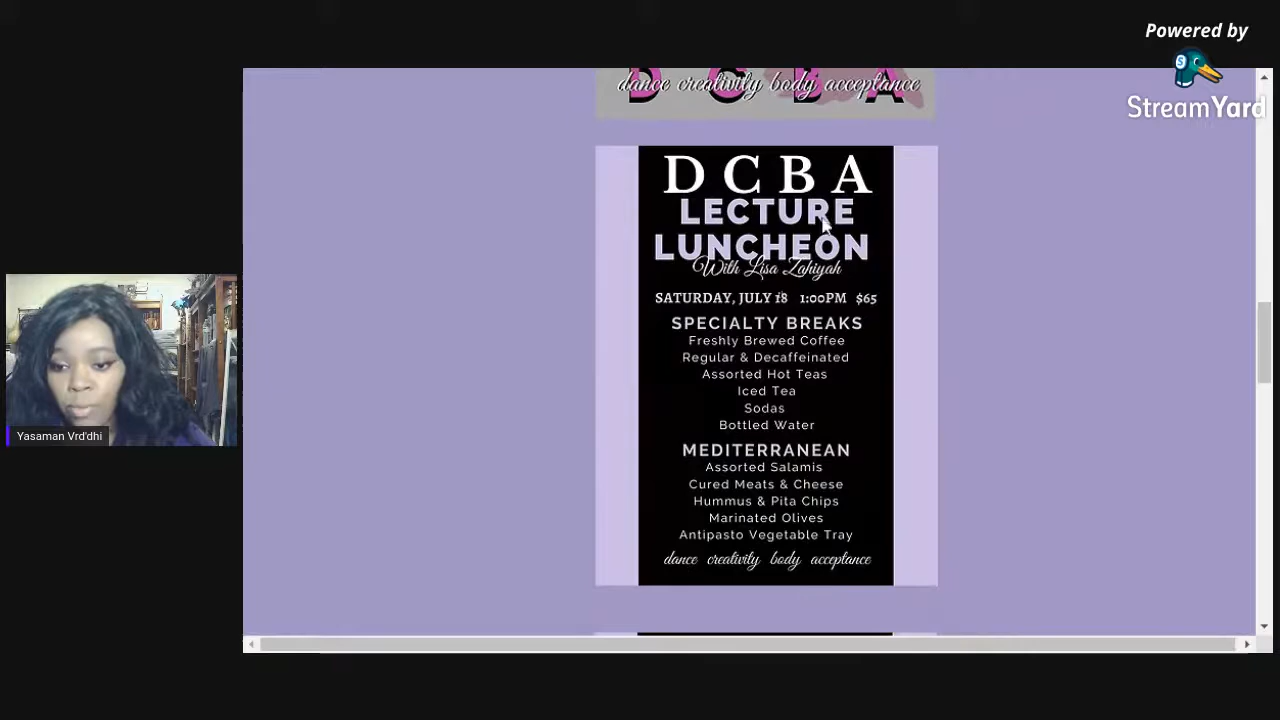 Powered by
StreamYard
D C B A
dance creativity body acceptance
D C B A
LECTURE
LUNCHEON
With Lisa Zahiyah
SATURDAY, JULY 18 1:00PM $65
SPECIALTY BREAKS
Freshly Brewed Coffee
Regular & Decaffeinated
Assorted Hot Teas
Iced Tea
Sodas
Bottled Water
MEDITERRANEAN
Assorted Salamis
Cured Meats & Cheese
Hummus & Pita Chips
Marinated Olives
Antipasto Vegetable Tray
dance creativity body acceptance
Yasaman Vrd'dhi